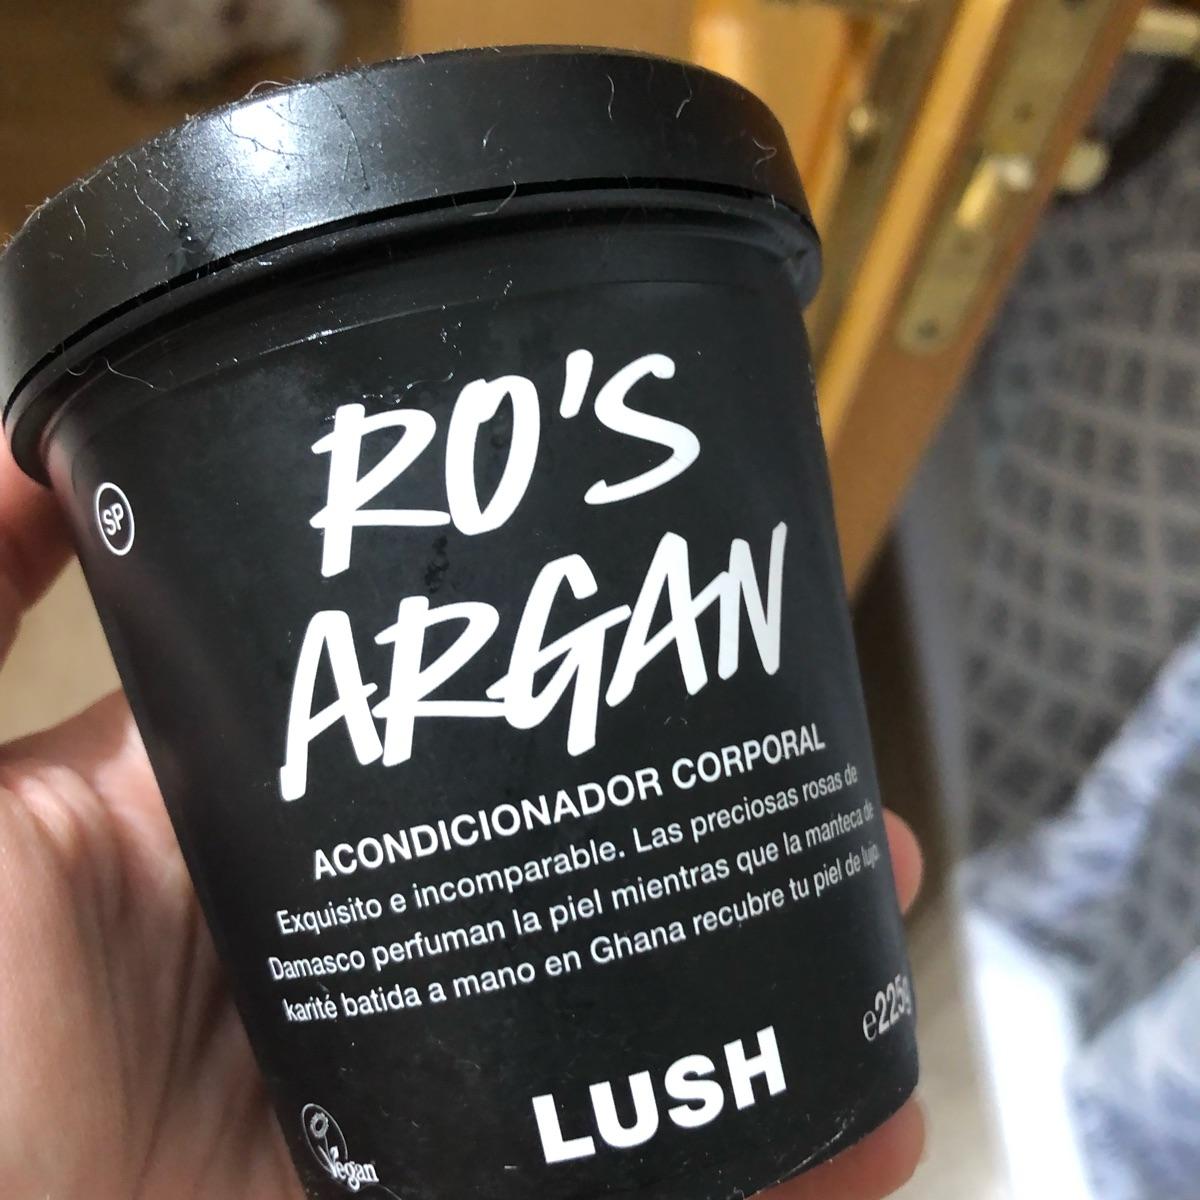 SP
RO'S
ARGAN
ACONDICIONADOR CORPORAL
Exquisito e incomparable. Las preciosas rosas de
Damasco perfuman la piel mientras que la manteca de
karité batida a mano en Ghana recubre tu piel de lujo.
℮225g
LUSH
Vegan